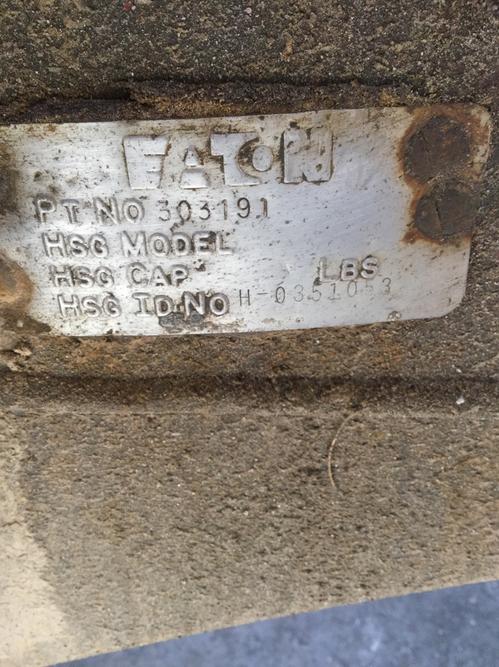 EATON
PT NO 303191
HSG MODEL
HSG CAP LBS
HSG ID NO H-0351053